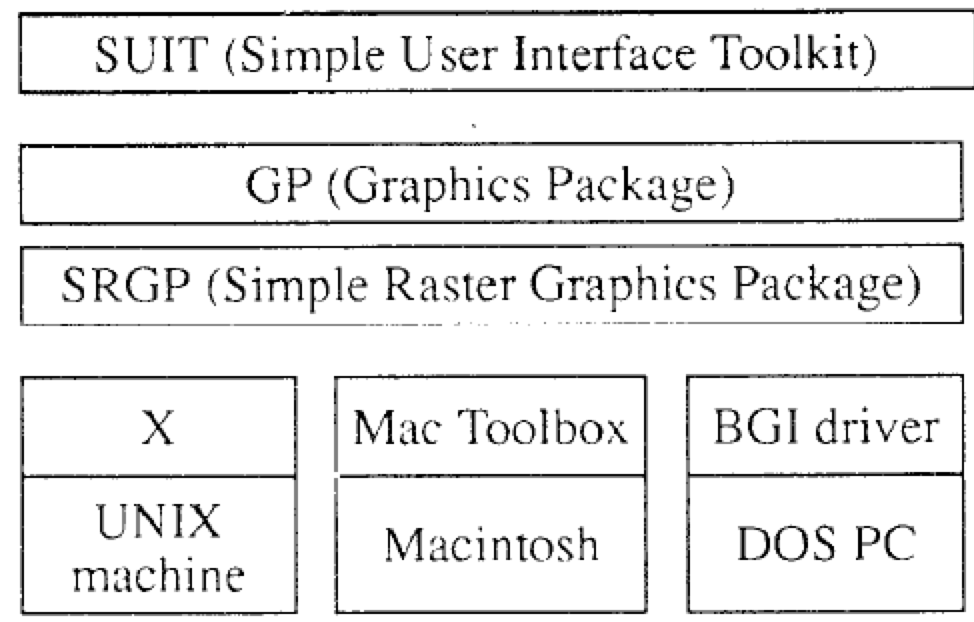 SUIT (Simple User Interface Toolkit)
GP (Graphics Package)
SRGP (Simple Raster Graphics Package)
X
Mac Toolbox
BGI driver
UNIX
machine
Macintosh
DOS PC